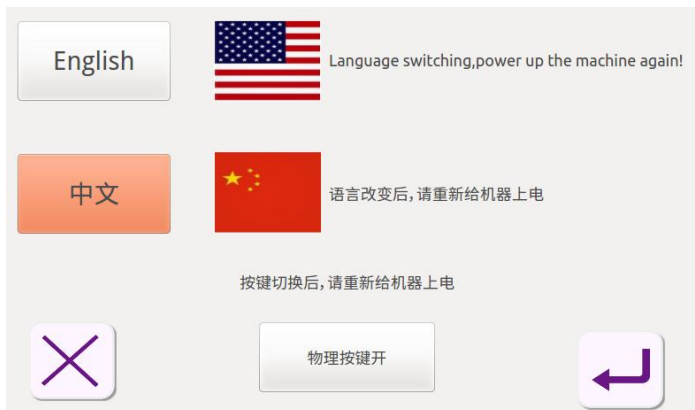 English
Language switching,power up the machine again!
中文
语言改变后,请重新给机器上电
按键切换后,请重新给机器上电
物理按键开